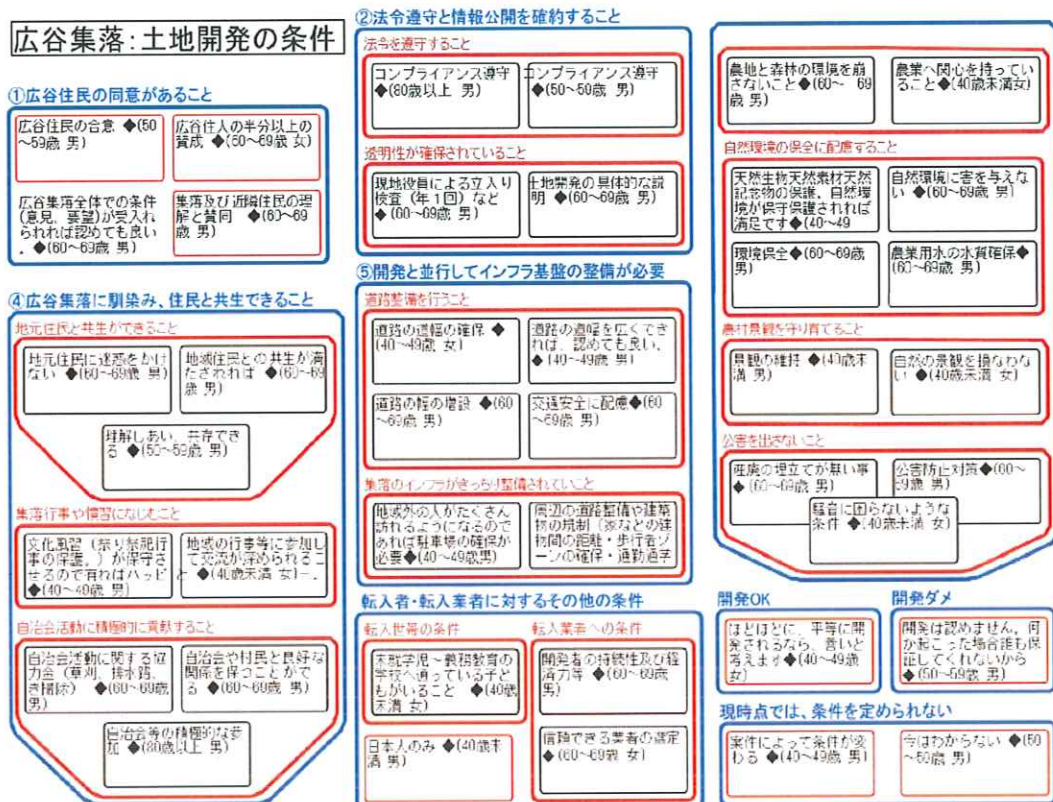 広谷集落:土地開発の条件
①広谷住民の同意があること
広谷住民の合意 ◆(50
~59歳 男)
広谷住人の半分以上の
賛成 ◆(60~69歳 女)
広谷集落全体での条件
(意見、要望)が受入れ
られれば認めても良い
。◆(60~69歳 男)
集落及び近隣住民の理
解と賛同 ◆(60~69
歳 男)
④広谷集落に馴染み、住民と共生できること
地元住民と共生ができること
地元住民に迷惑をかけ
ない ◆(60~69歳 男)
地域住民との共生が満
たされれば ◆(60~69
歳 男)
理解しあい、共存でき
る ◆(50~59歳 男)
集落行事や慣習になじむこと
文化風習(祭り祭礼行
事の保護。)が保守さ
せるので有ればハッピ
◆(40~49歳 男)
地域の行事等に参加し
て交流が深められるこ
と ◆(40歳未満 女)
自治会活動に積極的に貢献すること
自治会活動に関する協
力金(草刈、排水路、
き掃除) ◆(60~69歳
男)
自治会や村民と良好な
関係を保つことがで
る ◆(60~69歳 男)
自治会等の積極的な参
加 ◆(80歳以上 男)
②法令遵守と情報公開を確約すること
法令を遵守すること
コンプライアンス遵守
◆(80歳以上 男)
コンプライアンス遵守
◆(50~59歳 男)
透明性が確保されていること
現地役員による立入り
検査(年1回)など
◆(60~69歳 男)
土地開発の具体的な説
明 ◆(60~69歳 男)
⑤開発と並行してインフラ基盤の整備が必要
道路整備を行うこと
道路の道幅の確保 ◆
(40~49歳 女)
道路の道幅を広くでき
れば、認めても良い。
◆(40~49歳 男)
道路の幅の増設 ◆(60
~69歳 男)
交通安全に配慮 ◆(60
~69歳 男)
集落のインフラがきっちり整備されていこと
地域外の人がたくさん
訪れるようになるので
あれば駐車場の確保が
必要◆(40~49歳 男)
周辺の道路整備や建築
物の規制(家などの建
物間の距離・歩行者ゾ
ーンの確保・通勤通学
転入者・転入業者に対するその他の条件
転入世帯の条件
未就学児~義務教育の
学校へ通っている子ど
もがいること ◆(40歳
未満 女)
日本人のみ ◆(40歳未
満 男)
転入業者への条件
開発者の持続性及び経
済力等 ◆(60~69歳
男)
信頼できる業者の選定
◆(60~69歳 女)
農地と森林の環境を崩
さないこと◆(60~ 69
歳 男)
農業へ関心を持ってい
ること◆(40歳未満女)
自然環境の保全に配慮すること
天然生物天然素材天然
記念物の保護、自然環
境が保守保護されれば
満足です◆(40~49
自然環境に害を与えな
い ◆(60~69歳 男)
環境保全 ◆(60~69歳
男)
農業用水の水質確保◆
(60~69歳 男)
農村景観を守り育てること
景観の維持 ◆(40歳未
満 男)
自然の景観を損なわな
い ◆(40歳未満 女)
公害を出さないこと
産廃の埋立てが無い事
◆(60~69歳 男)
公害防止対策◆(60~
69歳 男)
騒音に困らないような
条件 ◆(40歳未満 女)
開発OK
ほどほどに、平等に開
発されるなら、良いと
考えます◆(40~49歳
女)
開発ダメ
開発は認めません。何
か起こった場合誰も保
証してくれないから
◆(50~59歳 男)
現時点では、条件を定められない
案件によって条件が変
わる ◆(40~49歳 男)
今はわからない ◆(50
~59歳 男)